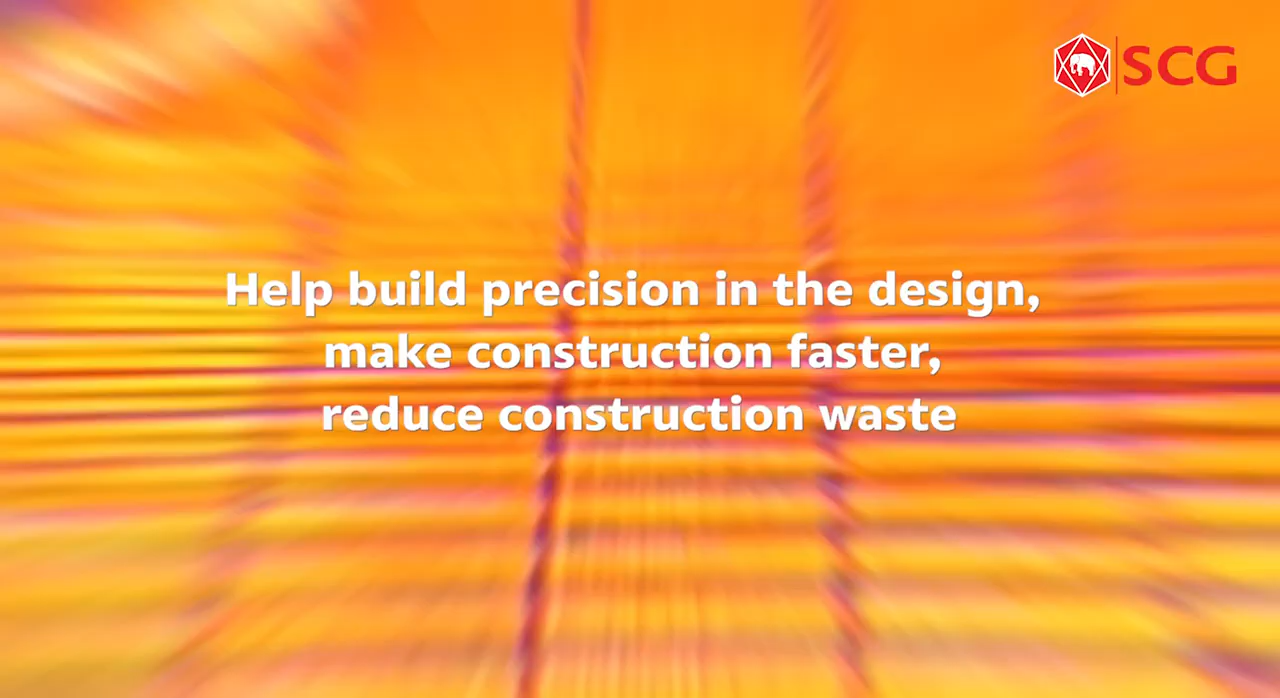 SCG
Help build precision in the design,
make construction faster,
reduce construction waste